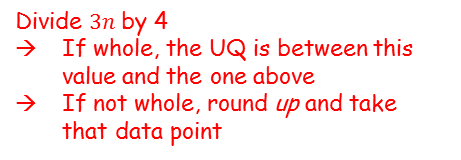 Divide 3n by 4
→ If whole, the UQ is between this
value and the one above
→ If not whole, round up and take
that data point